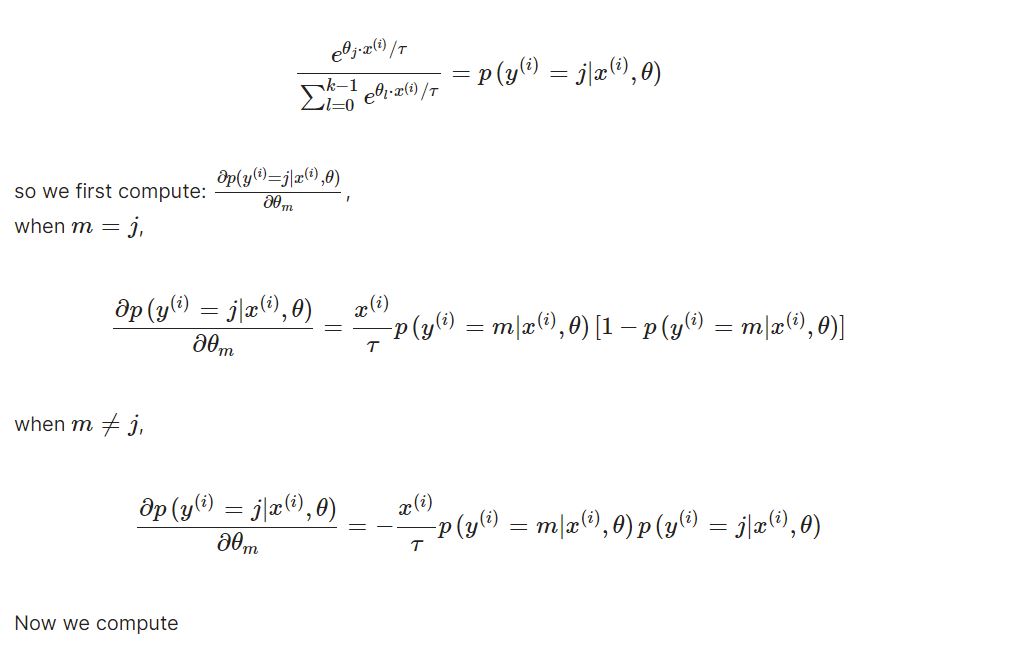 $$\frac{e^{\theta_j \cdot x^{(i)}/\tau}}{\sum_{l=0}^{k-1} e^{\theta_l \cdot x^{(i)}/\tau}} = p(y^{(i)} = j|x^{(i)}, \theta)$$
so we first compute: $\frac{\partial p(y^{(i)}=j|x^{(i)},\theta)}{\partial \theta_m}$,
when $m = j$,
$$\frac{\partial p(y^{(i)} = j|x^{(i)}, \theta)}{\partial \theta_m} = \frac{x^{(i)}}{\tau} p(y^{(i)} = m|x^{(i)}, \theta) [1 - p(y^{(i)} = m|x^{(i)}, \theta)]$$
when $m \neq j$,
$$\frac{\partial p(y^{(i)} = j|x^{(i)}, \theta)}{\partial \theta_m} = -\frac{x^{(i)}}{\tau} p(y^{(i)} = m|x^{(i)}, \theta) p(y^{(i)} = j|x^{(i)}, \theta)$$
Now we compute